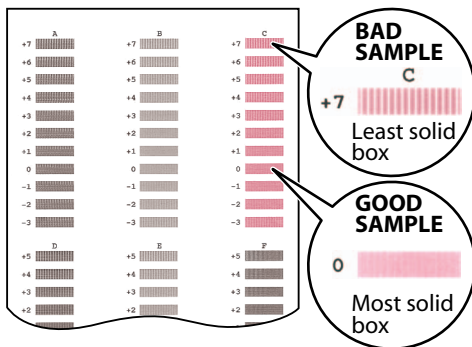 A B C
+7 +7 +7
+6 +6 +6
+5 +5 +5
+4 +4 +4
+3 +3 +3
+2 +2 +2
+1 +1 +1
0 0 0
-1 -1 -1
-2 -2 -2
-3 -3 -3
D E F
+5 +5 +5
+4 +4 +4
+3 +3 +3
+2 +2 +2
BAD
SAMPLE
C
+7
Least solid
box
GOOD
SAMPLE
0
Most solid
box